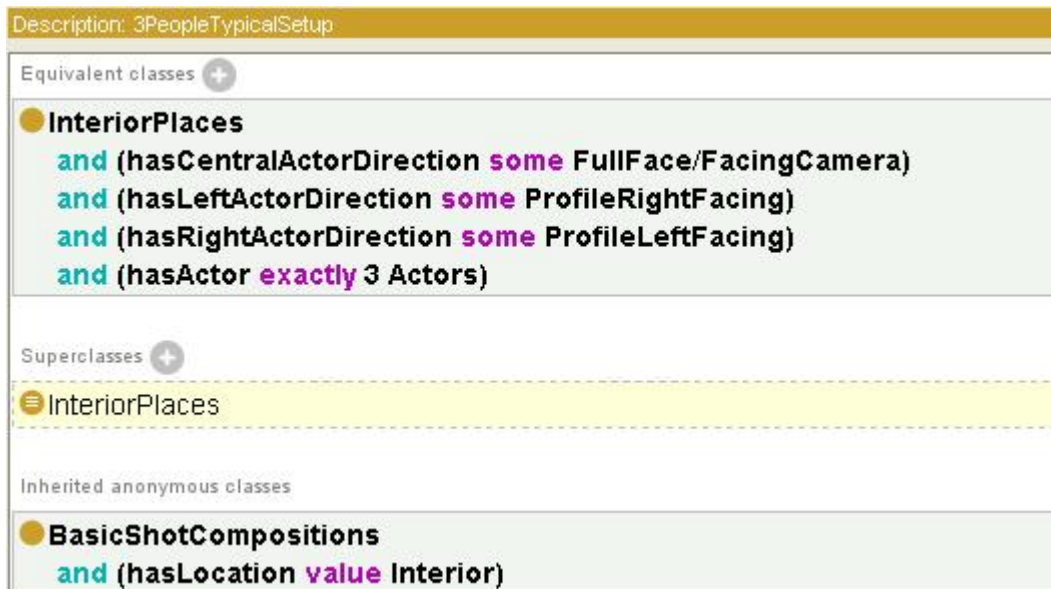 Description: 3PeopleTypicalSetup
Equivalent classes
InteriorPlaces
and (hasCentralActorDirection some FullFace/FacingCamera)
and (hasLeftActorDirection some ProfileRightFacing)
and (hasRightActorDirection some ProfileLeftFacing)
and (hasActor exactly 3 Actors)
Superclasses
InteriorPlaces
Inherited anonymous classes
BasicShotCompositions
and (hasLocation value Interior)